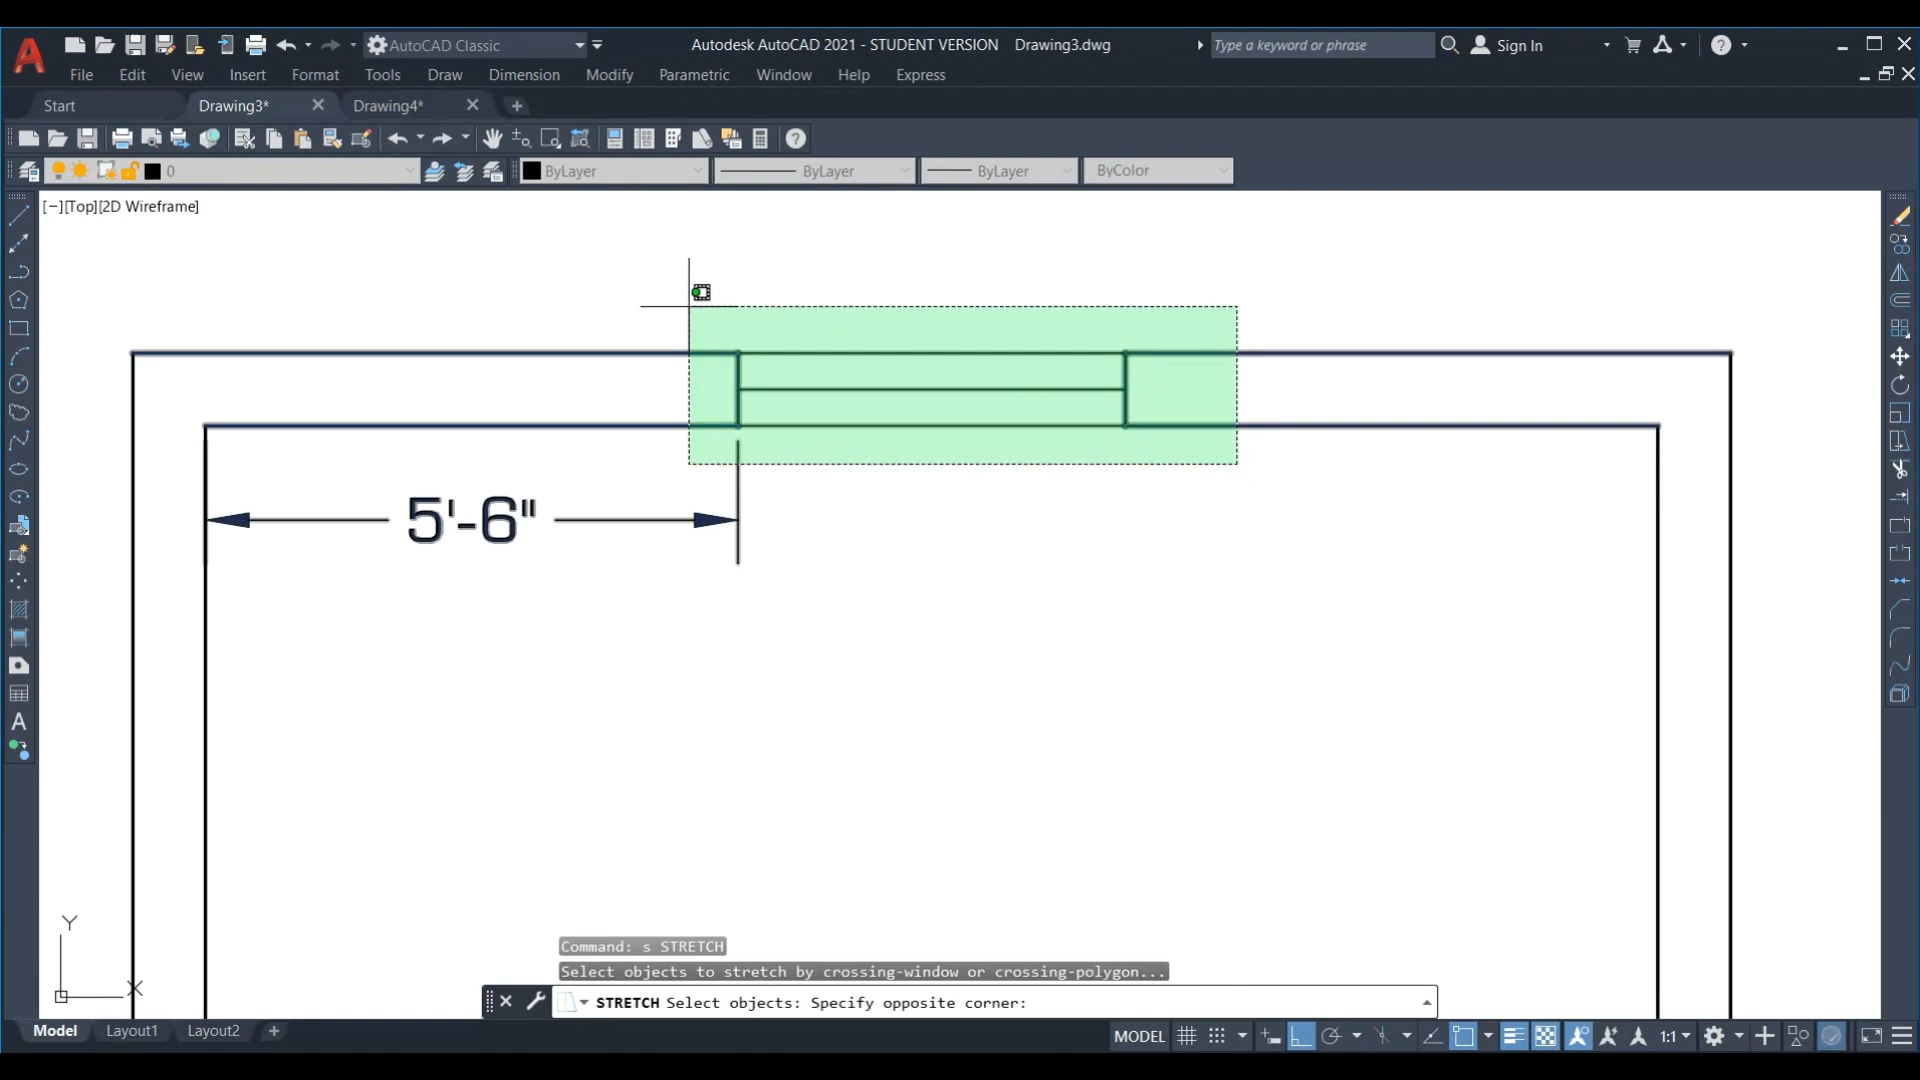 AutoCAD Classic
Autodesk AutoCAD 2021 - STUDENT VERSION Drawing3.dwg
Type a keyword or phrase
Sign In
File Edit View Insert Format Tools Draw Dimension Modify Parametric Window Help Express
Start
Drawing3*
Drawing4*
0
ByLayer
ByLayer
ByLayer
ByColor
[−][Top][2D Wireframe]
5'-6"
Y
X
Command: s STRETCH
Select objects to stretch by crossing-window or crossing-polygon...
STRETCH Select objects: Specify opposite corner:
Model Layout1 Layout2
MODEL
1:1